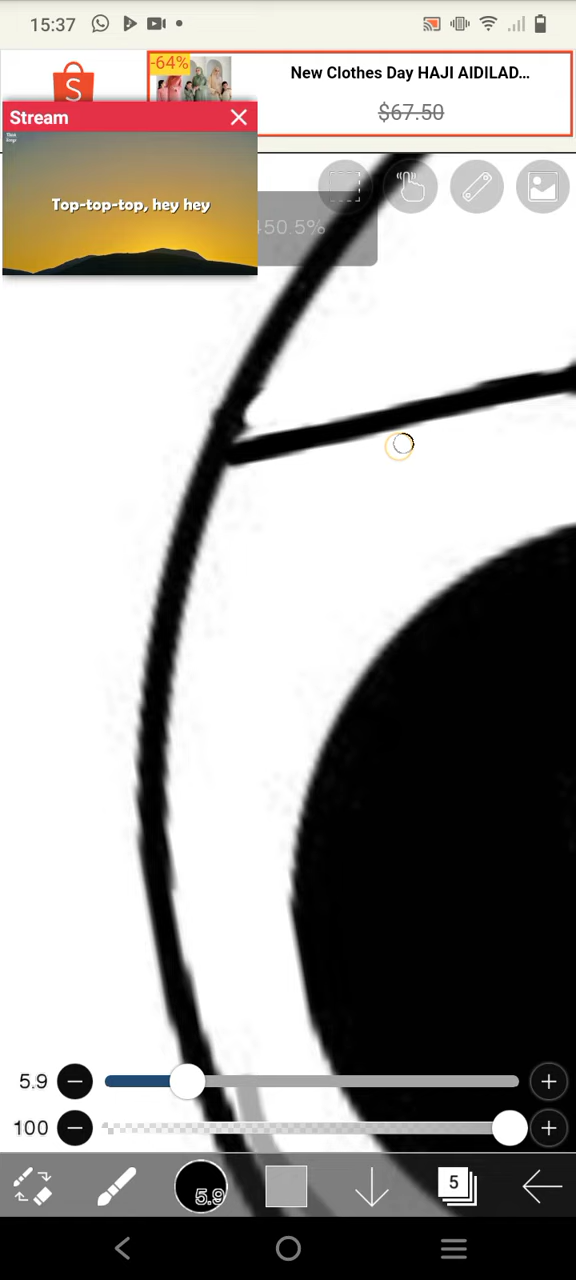 15:37
-64%
New Clothes Day HAJI AIDILAD...
$67.50
S
Stream
Top-top-top, hey hey
450.5%
5.9
100
5.9
5